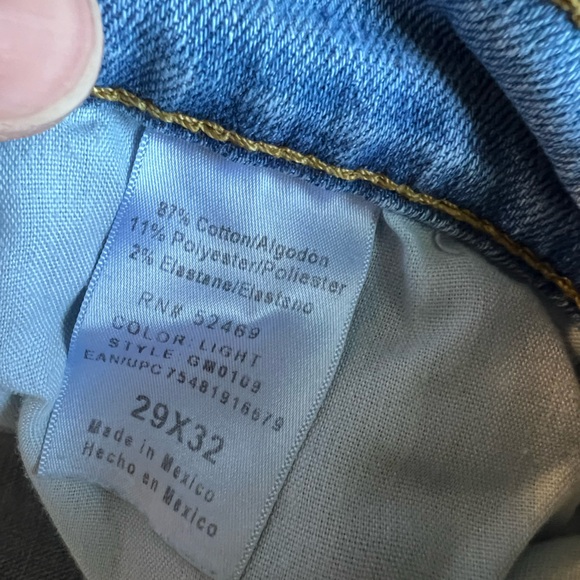 87% Cotton/Algodon
11% Polyester/Poliester
2% Elastane/Elastano
RN# 52469
COLOR: LIGHT
STYLE: GM0109
EAN/UPC 75481916679
29X32
Made in Mexico
Hecho en Mexico